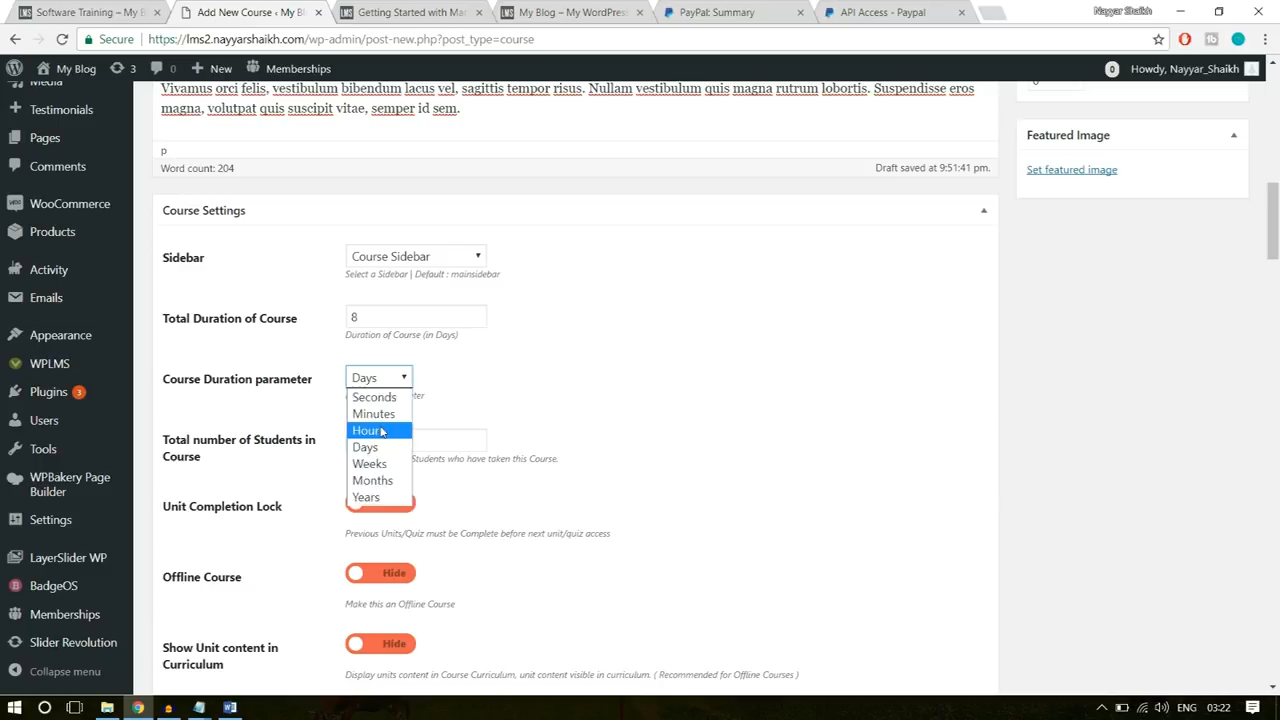 Software Training – My B
Add New Course ‹ My Bl
Getting Started with Man
My Blog – My WordPress
PayPal: Summary
API Access - Paypal
Nayyar Shaikh
Secure
https://lms2.nayyarshaikh.com/wp-admin/post-new.php?post_type=course
My Blog
3
0
New
Memberships
0
Howdy, Nayyar_Shaikh
Media
Testimonials
Pages
Comments
WooCommerce
Products
Activity
Emails
Appearance
WPLMS
Plugins 3
Users
Tools
WPBakery Page
Builder
Settings
LayerSlider WP
BadgeOS
Memberships
Slider Revolution
Collapse menu
Vivamus orci felis, vestibulum bibendum lacus vel, sagittis tempor risus. Nullam vestibulum quis magna rutrum lobortis. Suspendisse eros
magna, volutpat quis suscipit vitae, semper id sem.
p
Word count: 204
Draft saved at 9:51:41 pm.
Course Settings
Sidebar
Course Sidebar
Select a Sidebar | Default : mainsidebar
Total Duration of Course
8
Duration of Course (in Days)
Course Duration parameter
Days
Seconds
Minutes
Hours
Days
Weeks
Months
Years
Total number of Students in
Course
Students who have taken this Course.
Unit Completion Lock
Previous Units/Quiz must be Complete before next unit/quiz access
Offline Course
Hide
Make this an Offline Course
Show Unit content in
Curriculum
Hide
Display units content in Course Curriculum, unit content visible in curriculum. ( Recommended for Offline Courses )
Featured Image
Set featured image
ENG
03:22